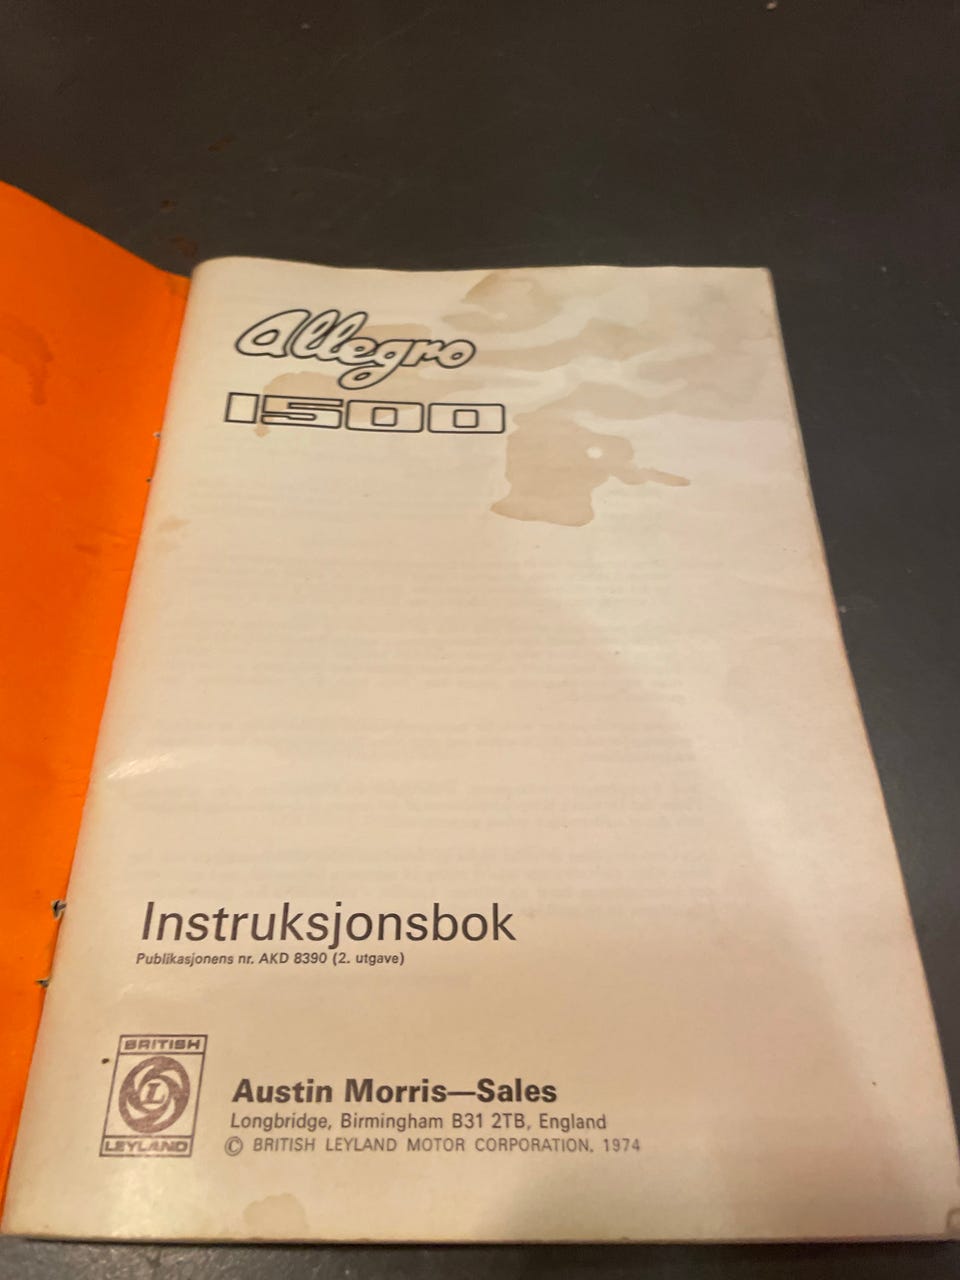 Allegro
1500
Instruksjonsbok
Publikasjonens nr. AKD 8390 (2. utgave)
BRITISH
L
LEYLAND
Austin Morris—Sales
Longbridge, Birmingham B31 2TB, England
© BRITISH LEYLAND MOTOR CORPORATION, 1974